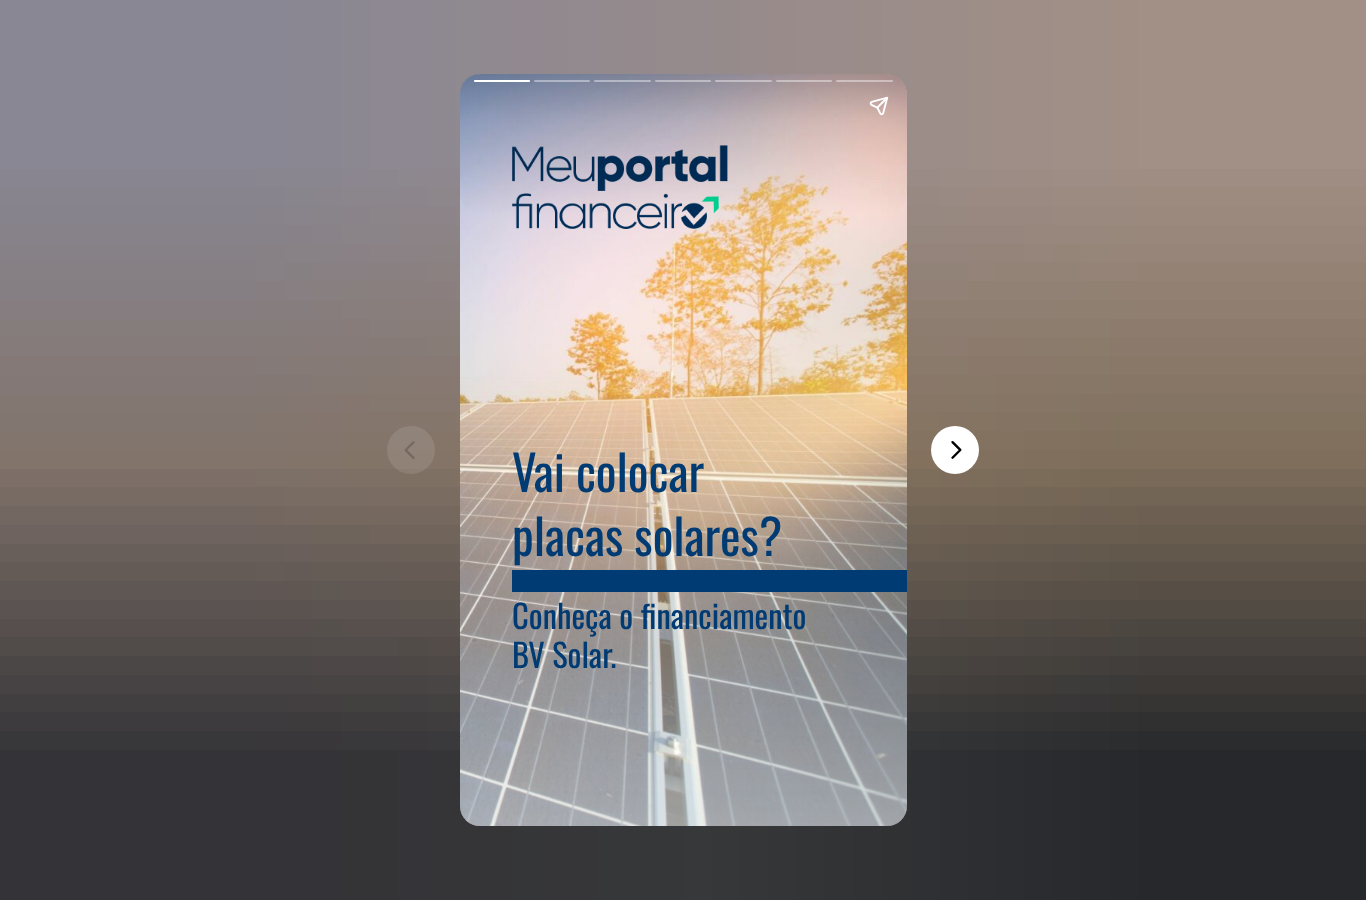 Meuportal
financeiro
Vai colocar
placas solares?
Conheça o financiamento
BV Solar.